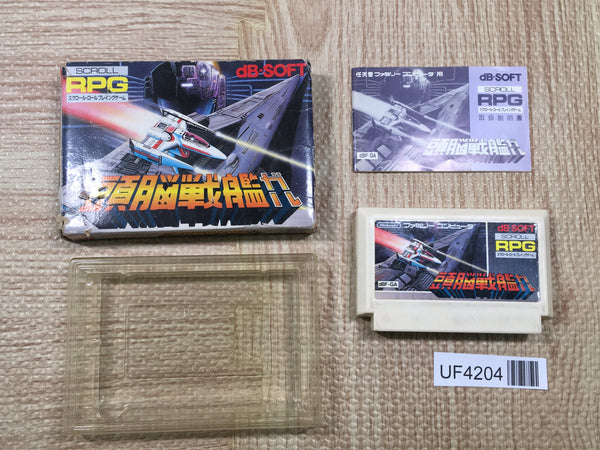 SCROLL
RPG
スクロール・ロールプレイングゲーム
dB-SOFT
頭脳戦艦ガル
任天堂ファミリー コンピュータ用
dB-SOFT
SCROLL
RPG
スクロール・ロールプレイングゲーム
取扱説明書
頭脳戦艦ガル
dBF-GA
Nintendo
ファミリー コンピュータ
dB-SOFT
SCROLL
RPG
スクロール・ロールプレイングゲーム
頭脳戦艦ガル
dBF-GA
UF4204